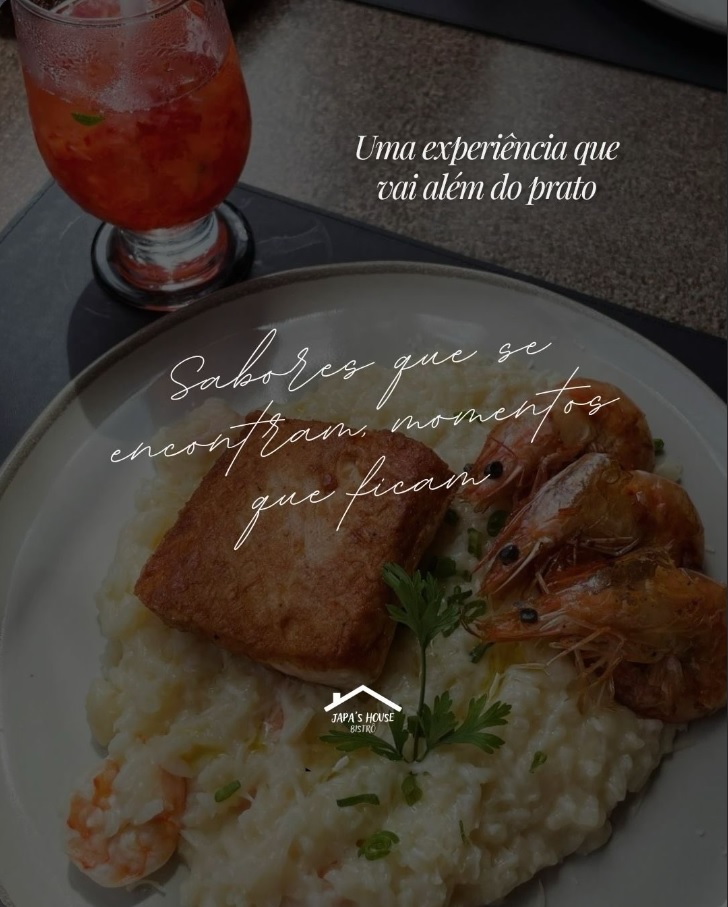 Uma experiência que
vai além do prato
Sabores que se
encontram, momentos
que ficam
JAPA'S HOUSE
BISTRÔ